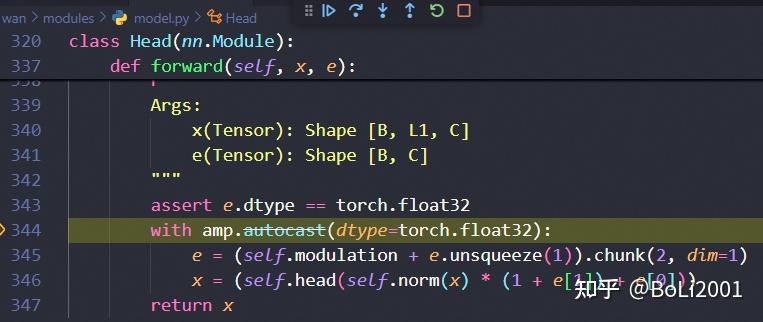 wan > modules > model.py > Head
320 class Head(nn.Module):
337 def forward(self, x, e):
338
339 Args:
340 x(Tensor): Shape [B, L1, C]
341 e(Tensor): Shape [B, C]
342 """
343 assert e.dtype == torch.float32
344 with amp.autocast(dtype=torch.float32):
345 e = (self.modulation + e.unsqueeze(1)).chunk(2, dim=1)
346 x = (self.head(self.norm(x) * (1 + e[1]) + e[0]))
347 return x
知乎 @BoLi2001